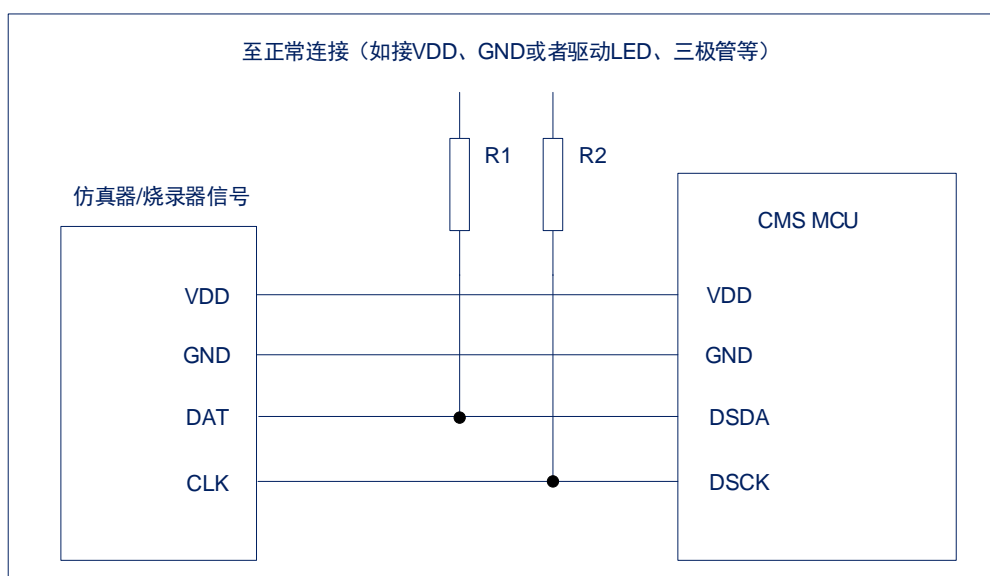 至正常连接（如接VDD、GND或者驱动LED、三极管等）
R1
R2
仿真器/烧录器信号
CMS MCU
VDD
VDD
GND
GND
DAT
DSDA
CLK
DSCK